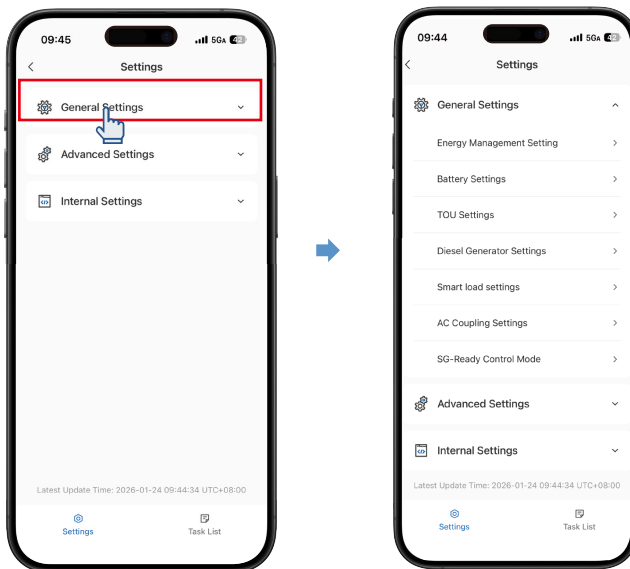 09:45
5GA 42
Settings
General Settings
Advanced Settings
Internal Settings
Latest Update Time: 2026-01-24 09:44:34 UTC+08:00
Settings
Task List
09:44
5GA 42
Settings
General Settings
Energy Management Setting
Battery Settings
TOU Settings
Diesel Generator Settings
Smart load settings
AC Coupling Settings
SG-Ready Control Mode
Advanced Settings
Internal Settings
Latest Update Time: 2026-01-24 09:44:34 UTC+08:00
Settings
Task List